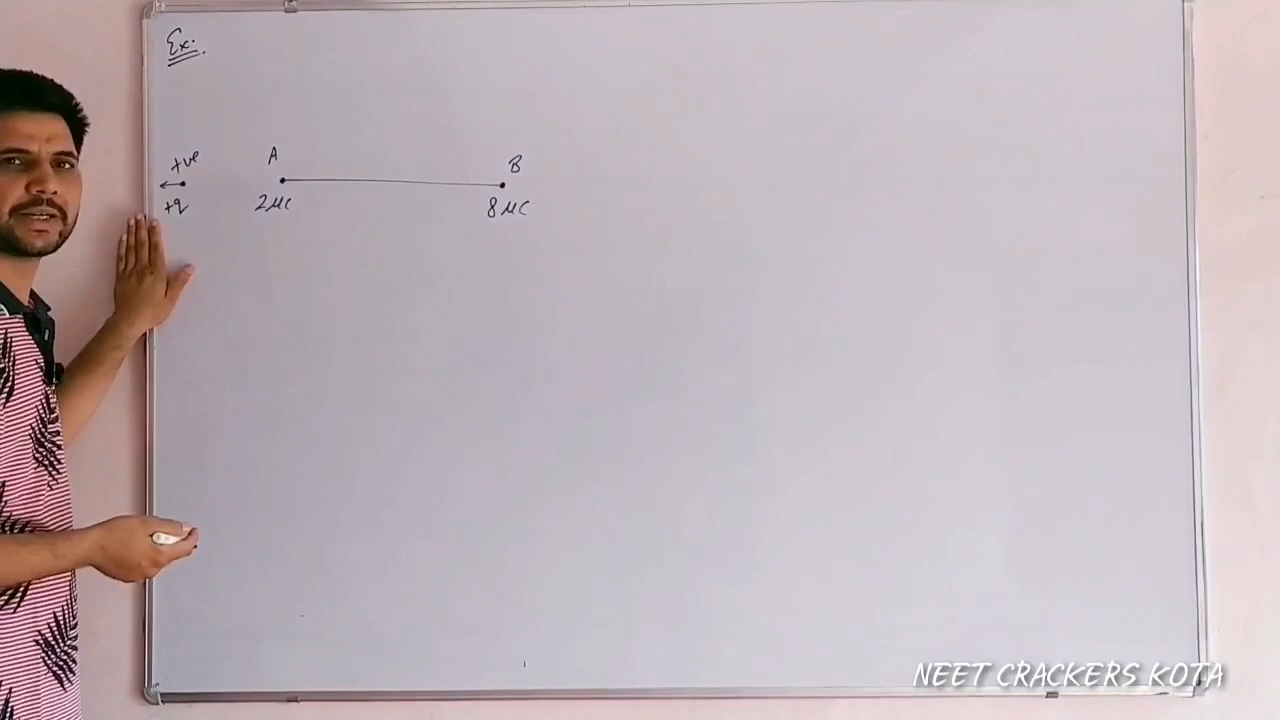 Ex:
+ve A B
+q 2μC 8μC
NEET CRACKERS KOTA